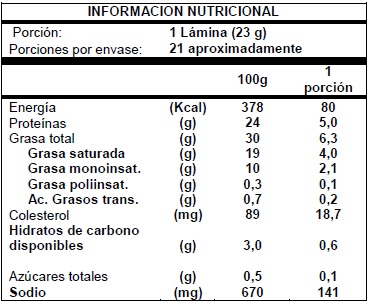 INFORMACION NUTRICIONAL
Porción: 1 Lámina (23 g)
Porciones por envase: 21 aproximadamente
100g 1 porción
Energía (Kcal) 378 80
Proteínas (g) 24 5,0
Grasa total (g) 30 6,3
Grasa saturada (g) 19 4,0
Grasa monoinsat. (g) 10 2,1
Grasa poliinsat. (g) 0,3 0,1
Ac. Grasos trans. (g) 0,7 0,2
Colesterol (mg) 89 18,7
Hidratos de carbono
disponibles (g) 3,0 0,6
Azúcares totales (g) 0,5 0,1
Sodio (mg) 670 141